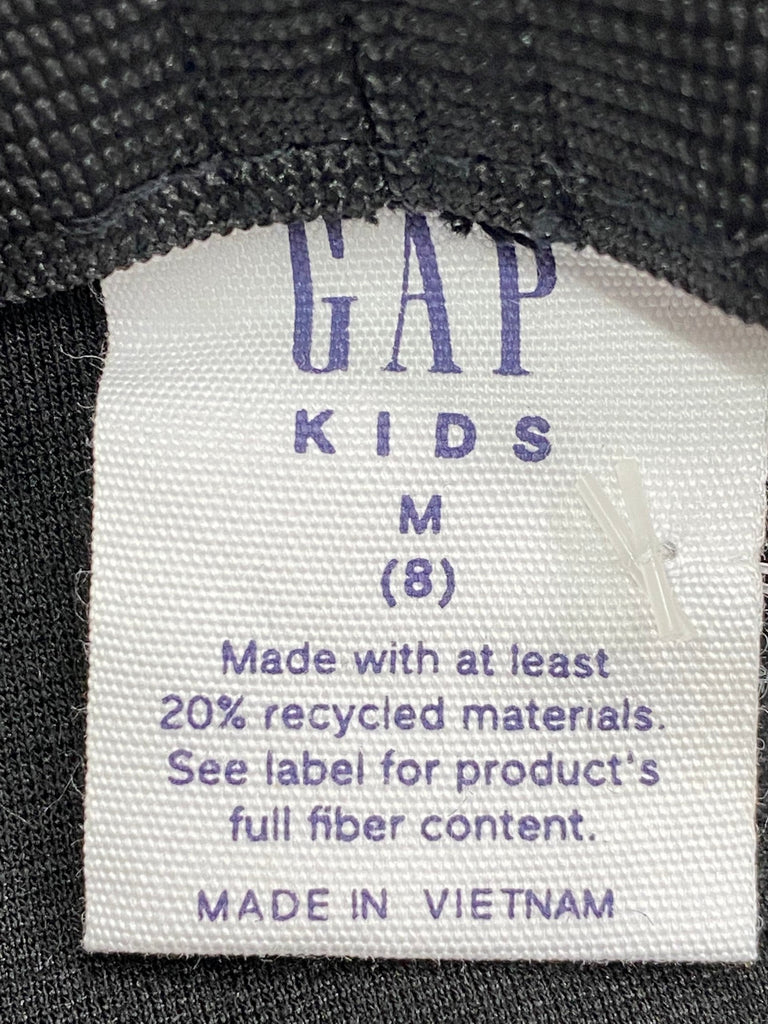 GAP
KIDS
M
(8)
Made with at least
20% recycled materials.
See label for product's
full fiber content.
MADE IN VIETNAM